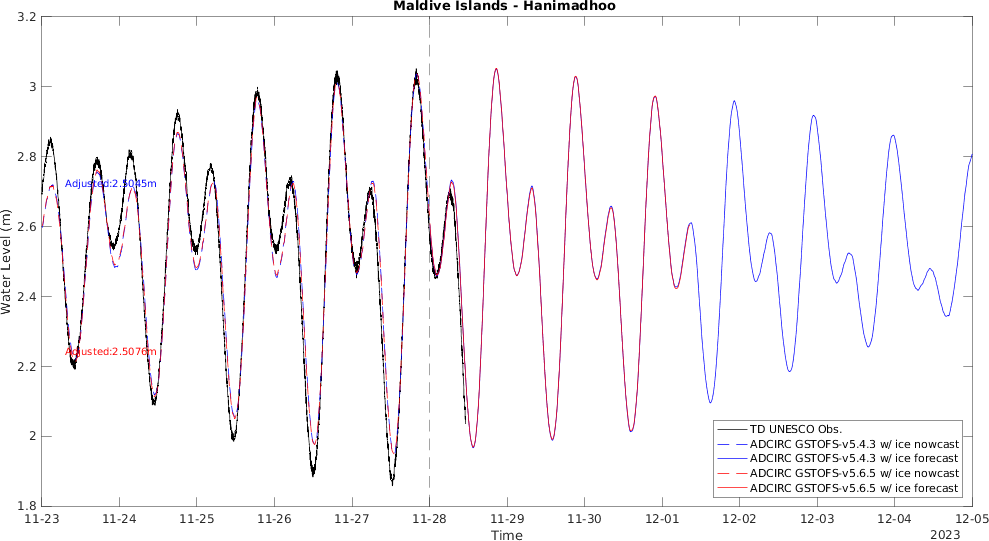 Maldive Islands - Hanimadhoo
3.2
3
2.8
2.6
2.4
2.2
2
1.8
Water Level (m)
Adjusted:2.5045m
Adjusted:2.5076m
TD UNESCO Obs.
ADCIRC GSTOFS-v5.4.3 w/ ice nowcast
ADCIRC GSTOFS-v5.4.3 w/ ice forecast
ADCIRC GSTOFS-v5.6.5 w/ ice nowcast
ADCIRC GSTOFS-v5.6.5 w/ ice forecast
11-23 11-24 11-25 11-26 11-27 11-28 11-29 11-30 12-01 12-02 12-03 12-04 12-05
Time
2023